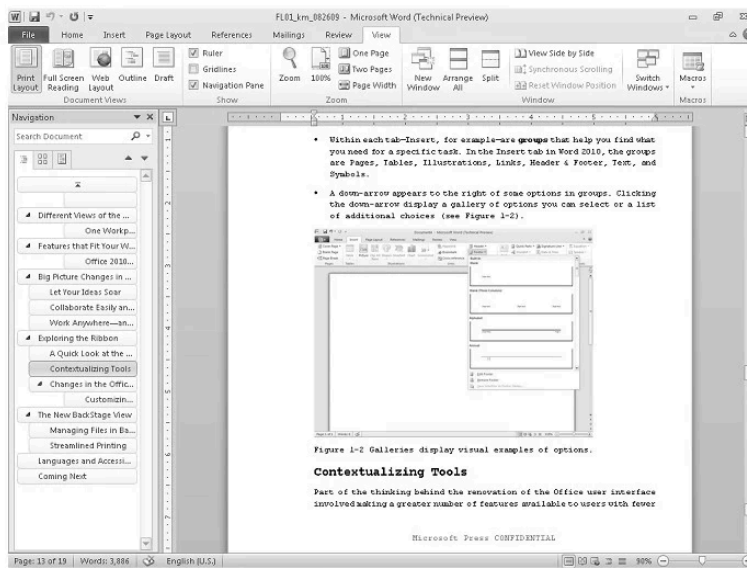 FL01_km_082609 - Microsoft Word (Technical Preview)
File Home Insert Page Layout References Mailings Review View
Print Layout
Full Screen Reading
Web Layout
Outline
Draft
Document Views
Ruler
Gridlines
Navigation Pane
Show
Zoom
100%
One Page
Two Pages
Page Width
Zoom
New Window
Arrange All
Split
View Side by Side
Synchronous Scrolling
Reset Window Position
Window
Switch Windows
Macros
Macros
Navigation
Search Document
Different Views of the ...
One Workp...
Features that Fit Your W...
Office 2010...
Big Picture Changes in ...
Let Your Ideas Soar
Collaborate Easily an...
Work Anywhere—an...
Exploring the Ribbon
A Quick Look at the ...
Contextualizing Tools
Changes in the Offic...
Customizin...
The New BackStage View
Managing Files in Ba...
Streamlined Printing
Languages and Accessi...
Coming Next
• Within each tab—Insert, for example—are groups that help you find what
you need for a specific task. In the Insert tab in Word 2010, the groups
are Pages, Tables, Illustrations, Links, Header & Footer, Text, and
Symbols.
• A down-arrow appears to the right of some options in groups. Clicking
the down-arrow display a gallery of options you can select or a list
of additional choices (see Figure 1-2).
Figure 1-2 Galleries display visual examples of options.
Contextualizing Tools
Part of the thinking behind the renovation of the Office user interface
involved making a greater number of features available to users with fewer
Microsoft Press CONFIDENTIAL
Page: 13 of 19 Words: 3,886 English (U.S.) 90%